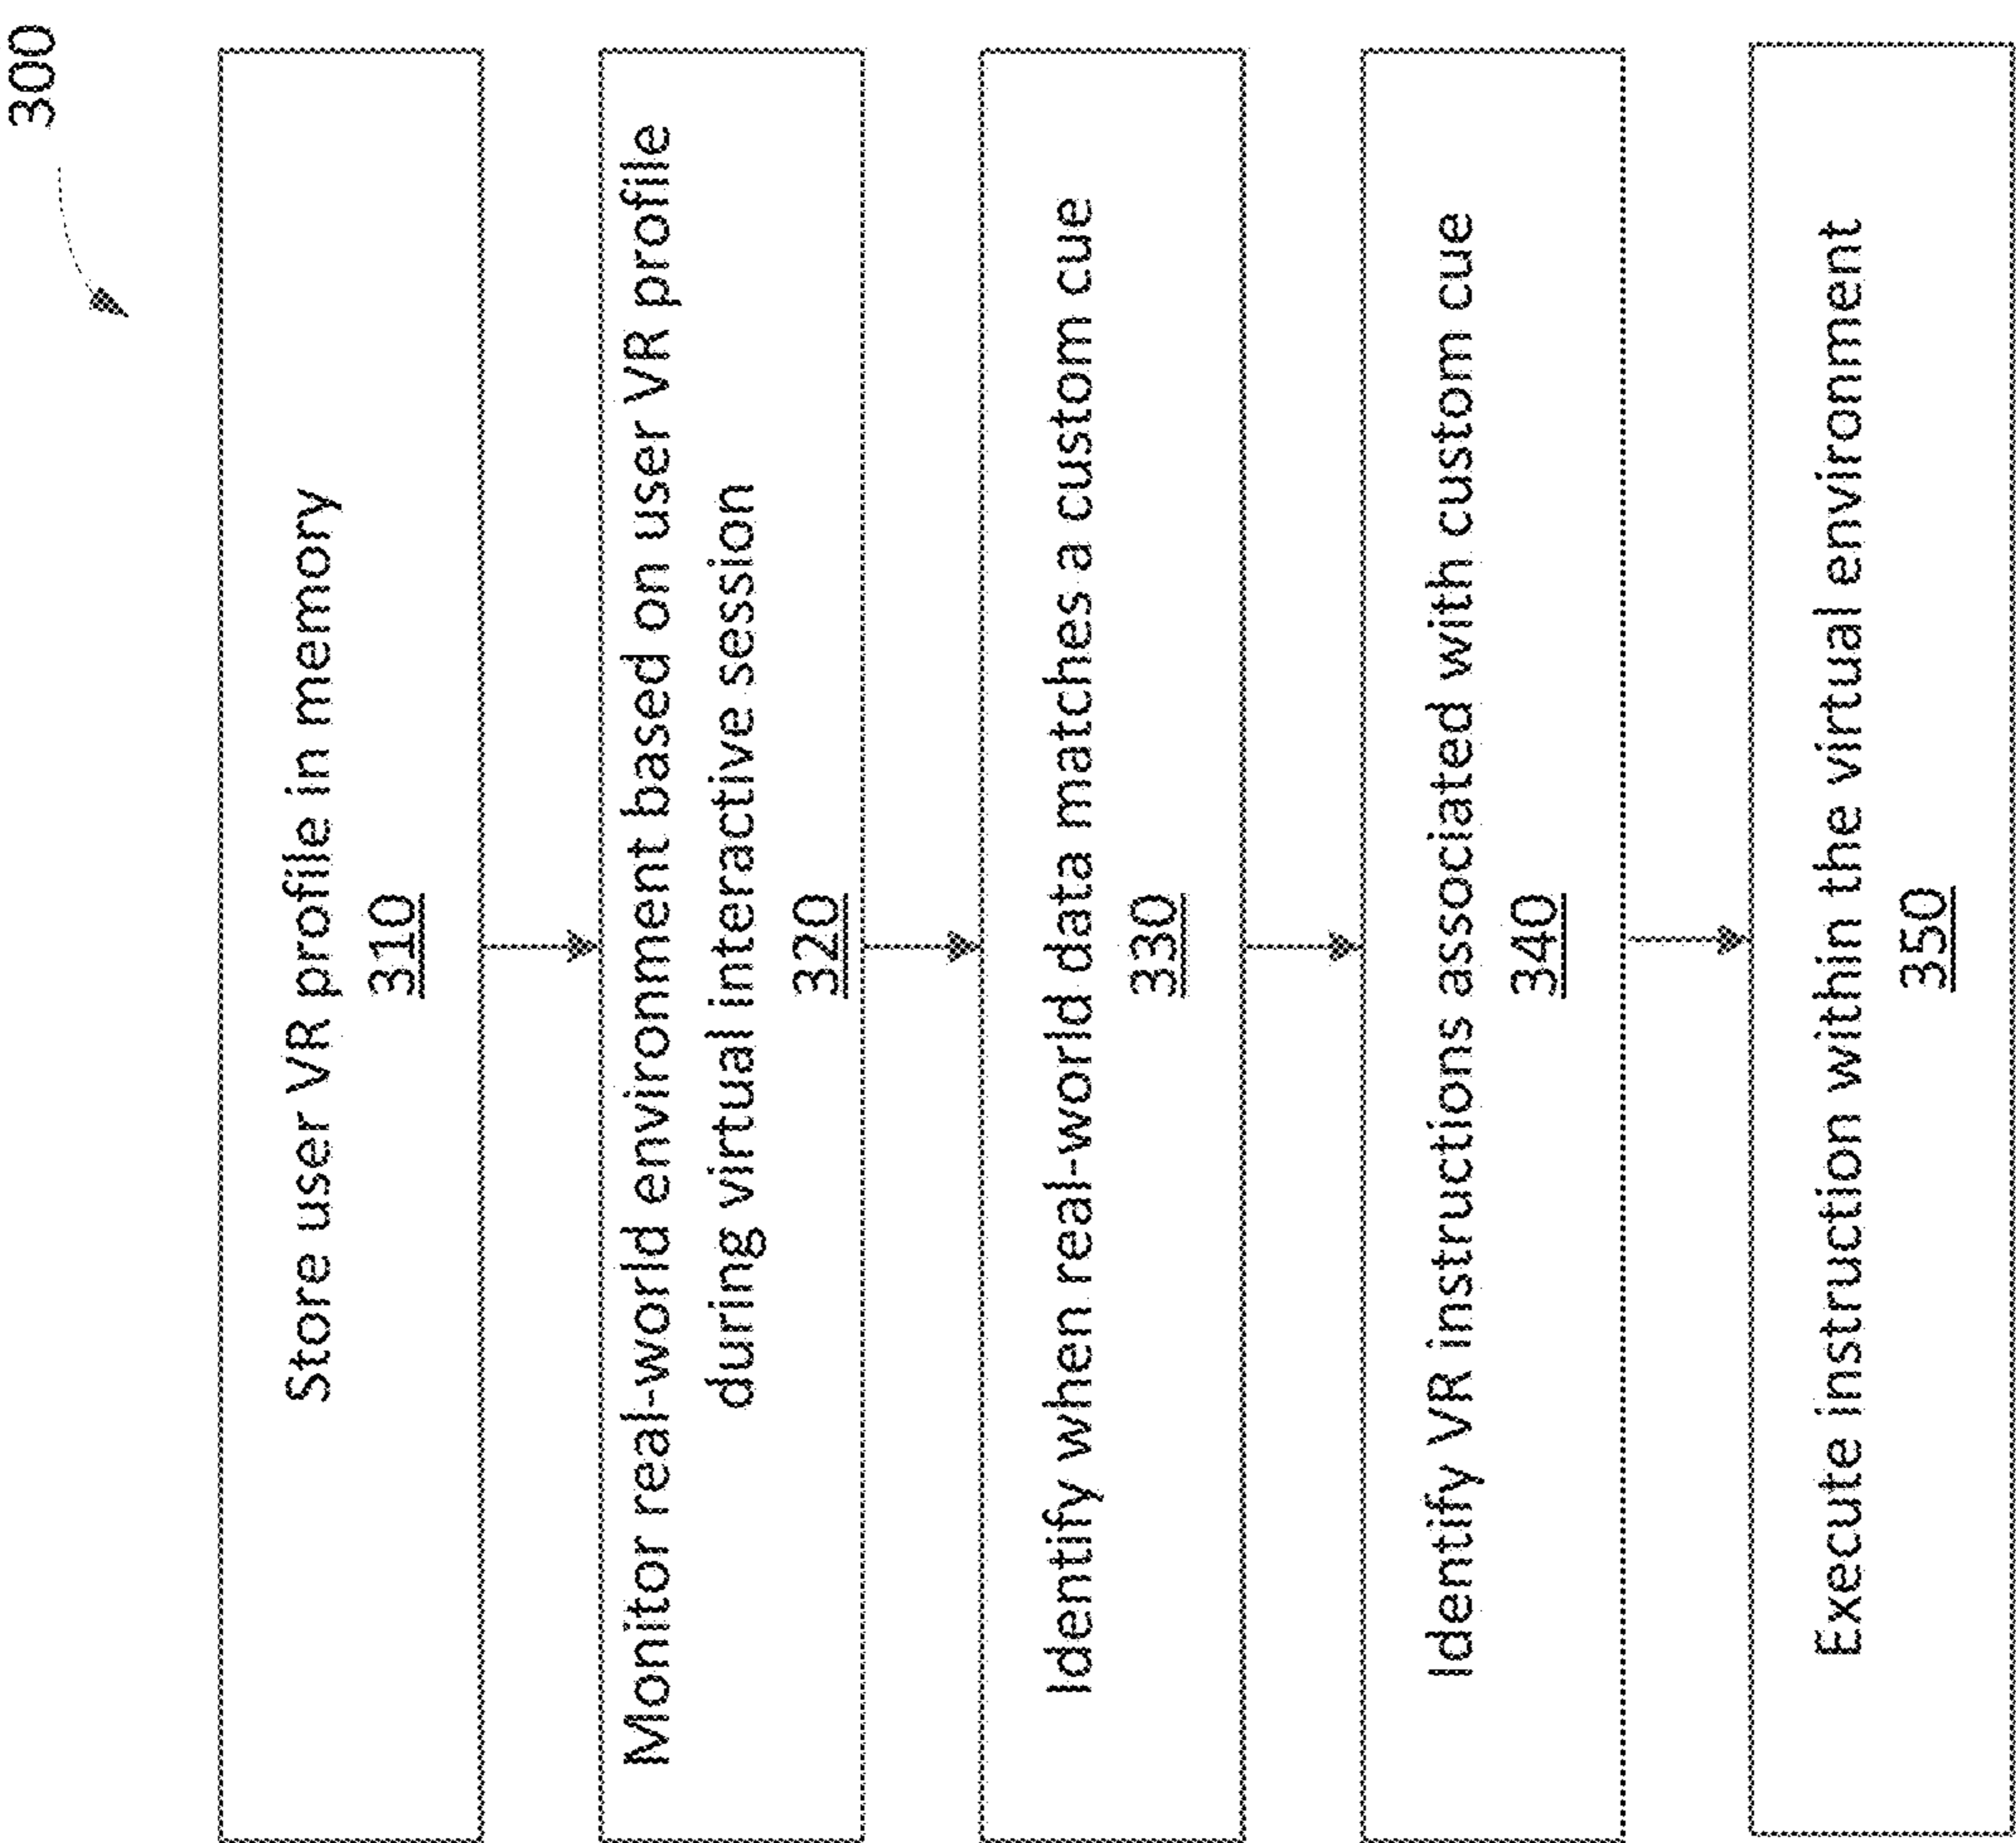 300
Store user VR profile in memory
310
Monitor real-world environment based on user VR profile
during virtual interactive session
320
Identify when real-world data matches a custom cue
330
Identify VR instructions associated with custom cue
340
Execute instruction within the virtual environment
350